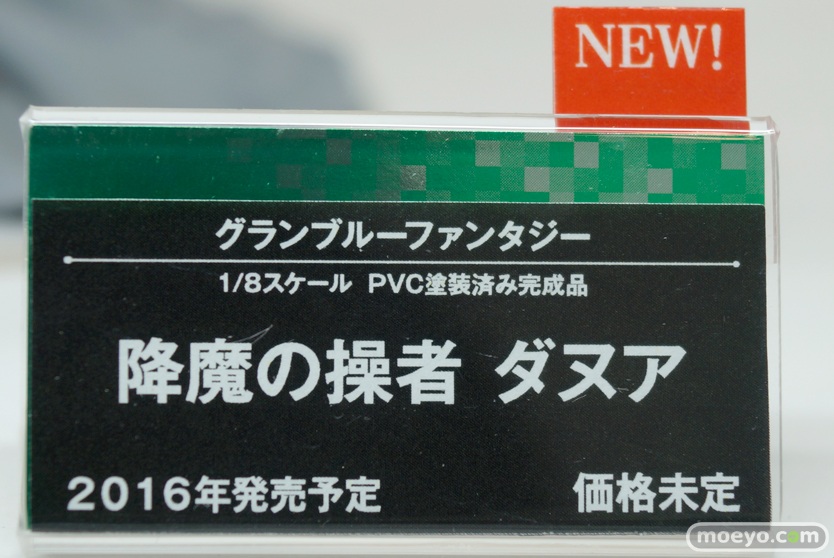 NEW!
グランブルーファンタジー
1/8スケール PVC塗装済み完成品
降魔の操者 ダヌア
2016年発売予定 価格未定
moeyo.com